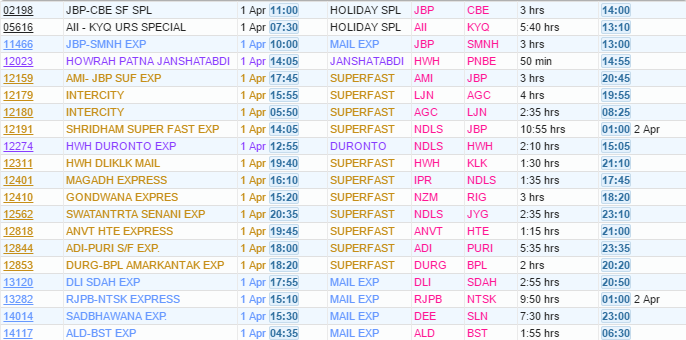 02198 JBP-CBE SF SPL 1 Apr 11:00 HOLIDAY SPL JBP CBE 3 hrs 14:00
05616 AII - KYQ URS SPECIAL 1 Apr 07:30 HOLIDAY SPL AII KYQ 5:40 hrs 13:10
11466 JBP-SMNH EXP 1 Apr 10:00 MAIL EXP JBP SMNH 3 hrs 13:00
12023 HOWRAH PATNA JANSHATABDI 1 Apr 14:05 JANSHATABDI HWH PNBE 50 min 14:55
12159 AMI- JBP SUF EXP 1 Apr 17:45 SUPERFAST AMI JBP 3 hrs 20:45
12179 INTERCITY 1 Apr 15:55 SUPERFAST LJN AGC 4 hrs 19:55
12180 INTERCITY 1 Apr 05:50 SUPERFAST AGC LJN 2:35 hrs 08:25
12191 SHRIDHAM SUPER FAST EXP 1 Apr 14:05 SUPERFAST NDLS JBP 10:55 hrs 01:00 2 Apr
12274 HWH DURONTO EXP 1 Apr 12:55 DURONTO NDLS HWH 2:10 hrs 15:05
12311 HWH DLIKLK MAIL 1 Apr 19:40 SUPERFAST HWH KLK 1:30 hrs 21:10
12401 MAGADH EXPRESS 1 Apr 16:10 SUPERFAST IPR NDLS 1:35 hrs 17:45
12410 GONDWANA EXPRES 1 Apr 15:20 SUPERFAST NZM RIG 3 hrs 18:20
12562 SWATANTRTA SENANI EXP 1 Apr 20:35 SUPERFAST NDLS JYG 2:35 hrs 23:10
12818 ANVT HTE EXPRESS 1 Apr 19:45 SUPERFAST ANVT HTE 1:15 hrs 21:00
12844 ADI-PURI S/F EXP. 1 Apr 18:00 SUPERFAST ADI PURI 5:35 hrs 23:35
12853 DURG-BPL AMARKANTAK EXP 1 Apr 18:20 SUPERFAST DURG BPL 2 hrs 20:20
13120 DLI SDAH EXP 1 Apr 17:55 MAIL EXP DLI SDAH 2:55 hrs 20:50
13282 RJPB-NTSK EXPRESS 1 Apr 15:10 MAIL EXP RJPB NTSK 9:50 hrs 01:00 2 Apr
14014 SADBHAWANA EXP. 1 Apr 15:30 MAIL EXP DEE SLN 7:30 hrs 23:00
14117 ALD-BST EXP 1 Apr 04:35 MAIL EXP ALD BST 1:55 hrs 06:30